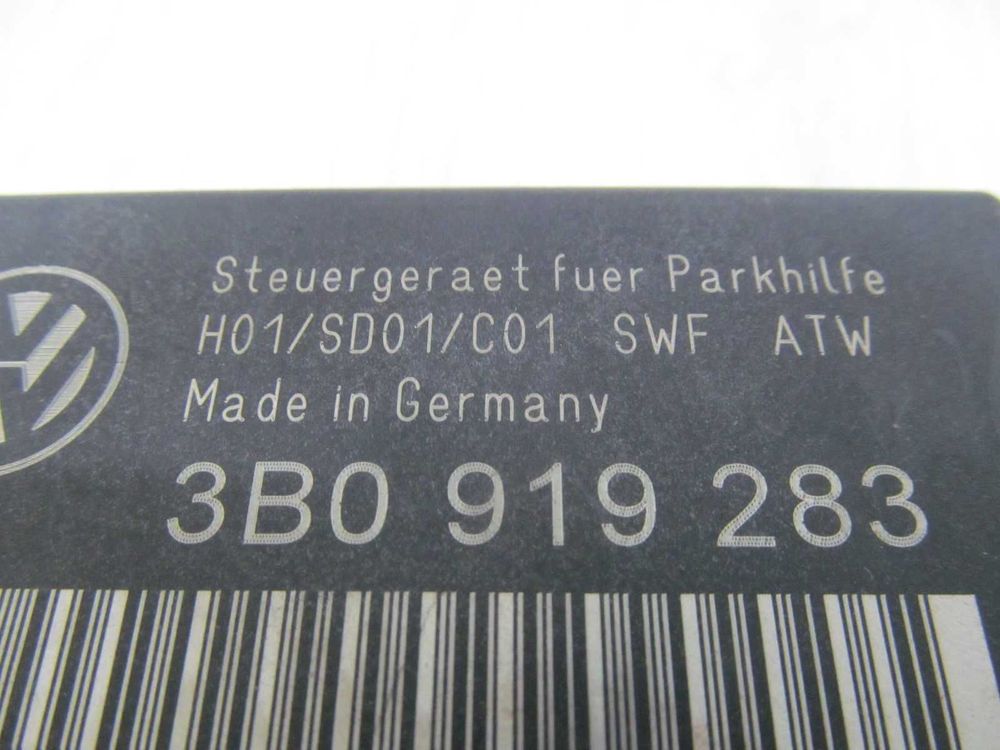 Steuergeraet fuer Parkhilfe
H01/SD01/C01 SWF ATW
Made in Germany
3B0 919 283